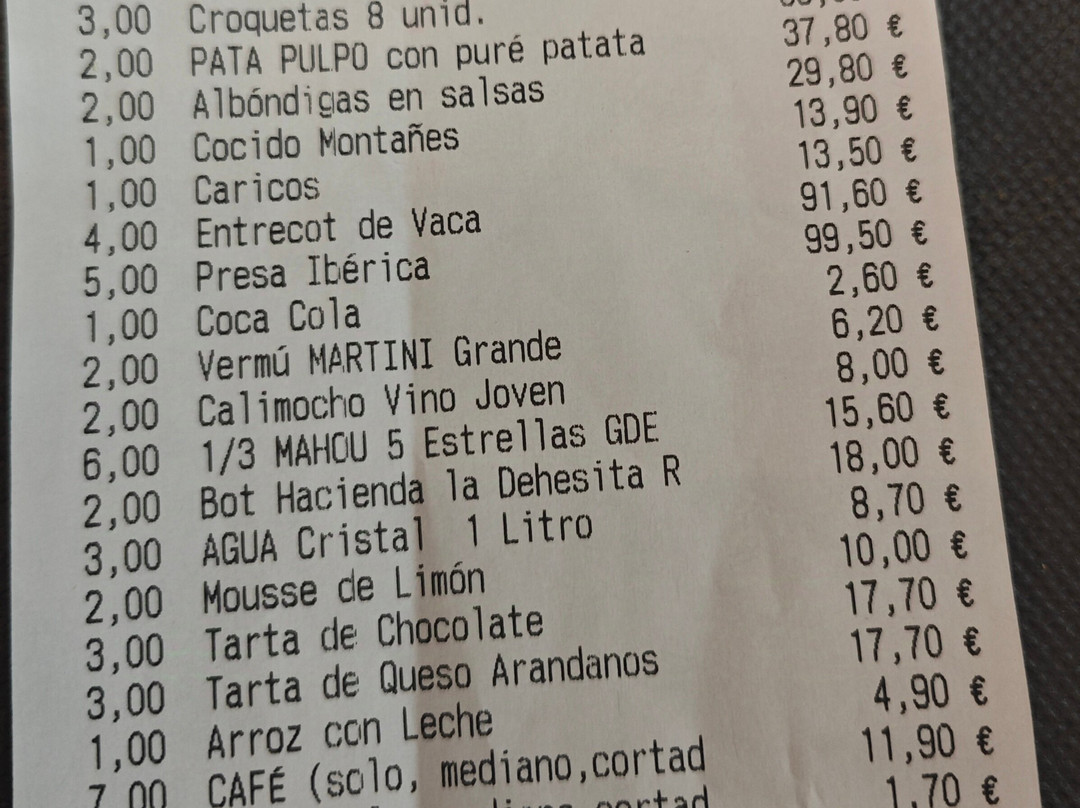 3,00 Croquetas 8 unid.
2,00 PATA PULPO con puré patata 37,80 €
2,00 Albóndigas en salsas 29,80 €
1,00 Cocido Montañes 13,90 €
1,00 Caricos 13,50 €
4,00 Entrecot de Vaca 91,60 €
5,00 Presa Ibérica 99,50 €
1,00 Coca Cola 2,60 €
2,00 Vermú MARTINI Grande 6,20 €
2,00 Calimocho Vino Joven 8,00 €
6,00 1/3 MAHOU 5 Estrellas GDE 15,60 €
2,00 Bot Hacienda la Dehesita R 18,00 €
3,00 AGUA Cristal 1 Litro 8,70 €
2,00 Mousse de Limón 10,00 €
3,00 Tarta de Chocolate 17,70 €
3,00 Tarta de Queso Arandanos 17,70 €
1,00 Arroz con Leche 4,90 €
7,00 CAFÉ (solo, mediano,cortad 11,90 €
cortad 1,70 €